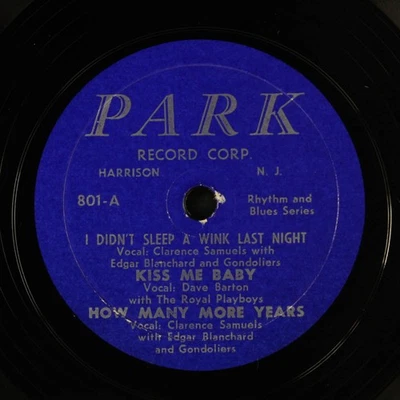 PARK
RECORD CORP.
HARRISON N. J.
801-A
Rhythm and
Blues Series
I DIDN'T SLEEP A WINK LAST NIGHT
Vocal: Clarence Samuels with
Edgar Blanchard and Gondoliers
KISS ME BABY
Vocal: Dave Barton
with The Royal Playboys
HOW MANY MORE YEARS
Vocal: Clarence Samuels
with Edgar Blanchard
and Gondoliers